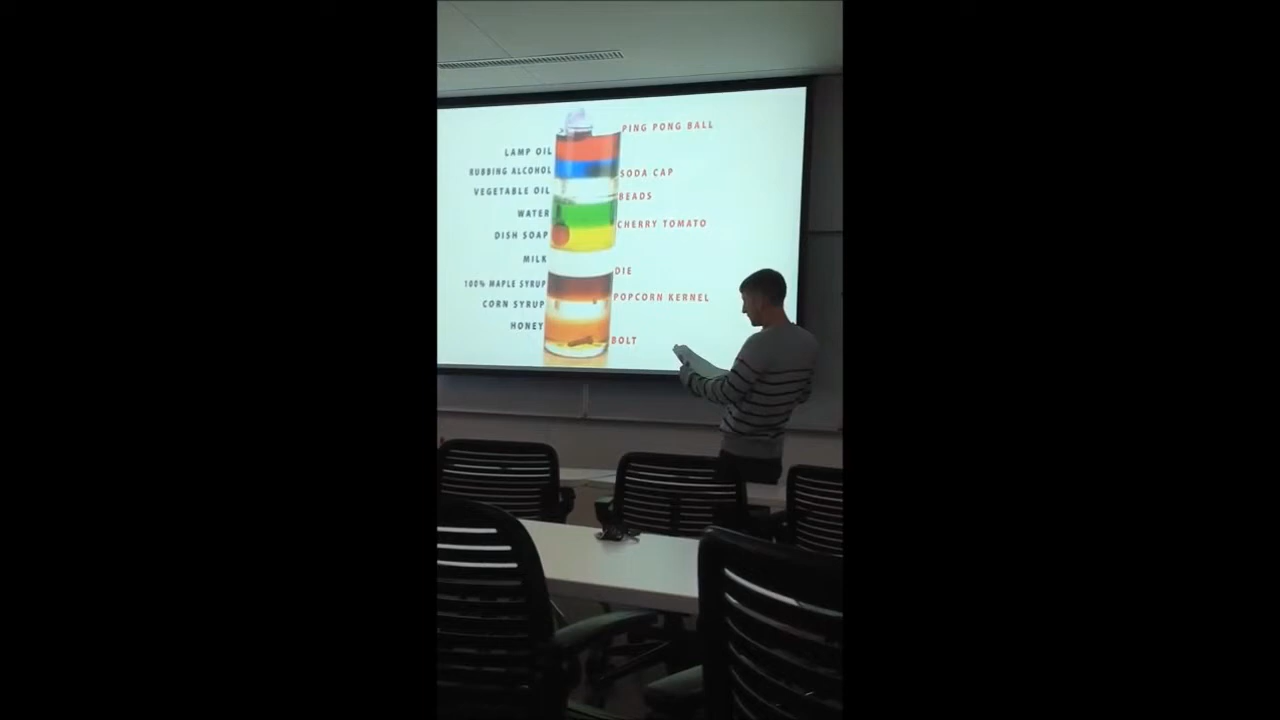 PING PONG BALL
LAMP OIL
RUBBING ALCOHOL
SODA CAP
VEGETABLE OIL
BEADS
WATER
CHERRY TOMATO
DISH SOAP
MILK
DIE
100% MAPLE SYRUP
POPCORN KERNEL
CORN SYRUP
HONEY
BOLT